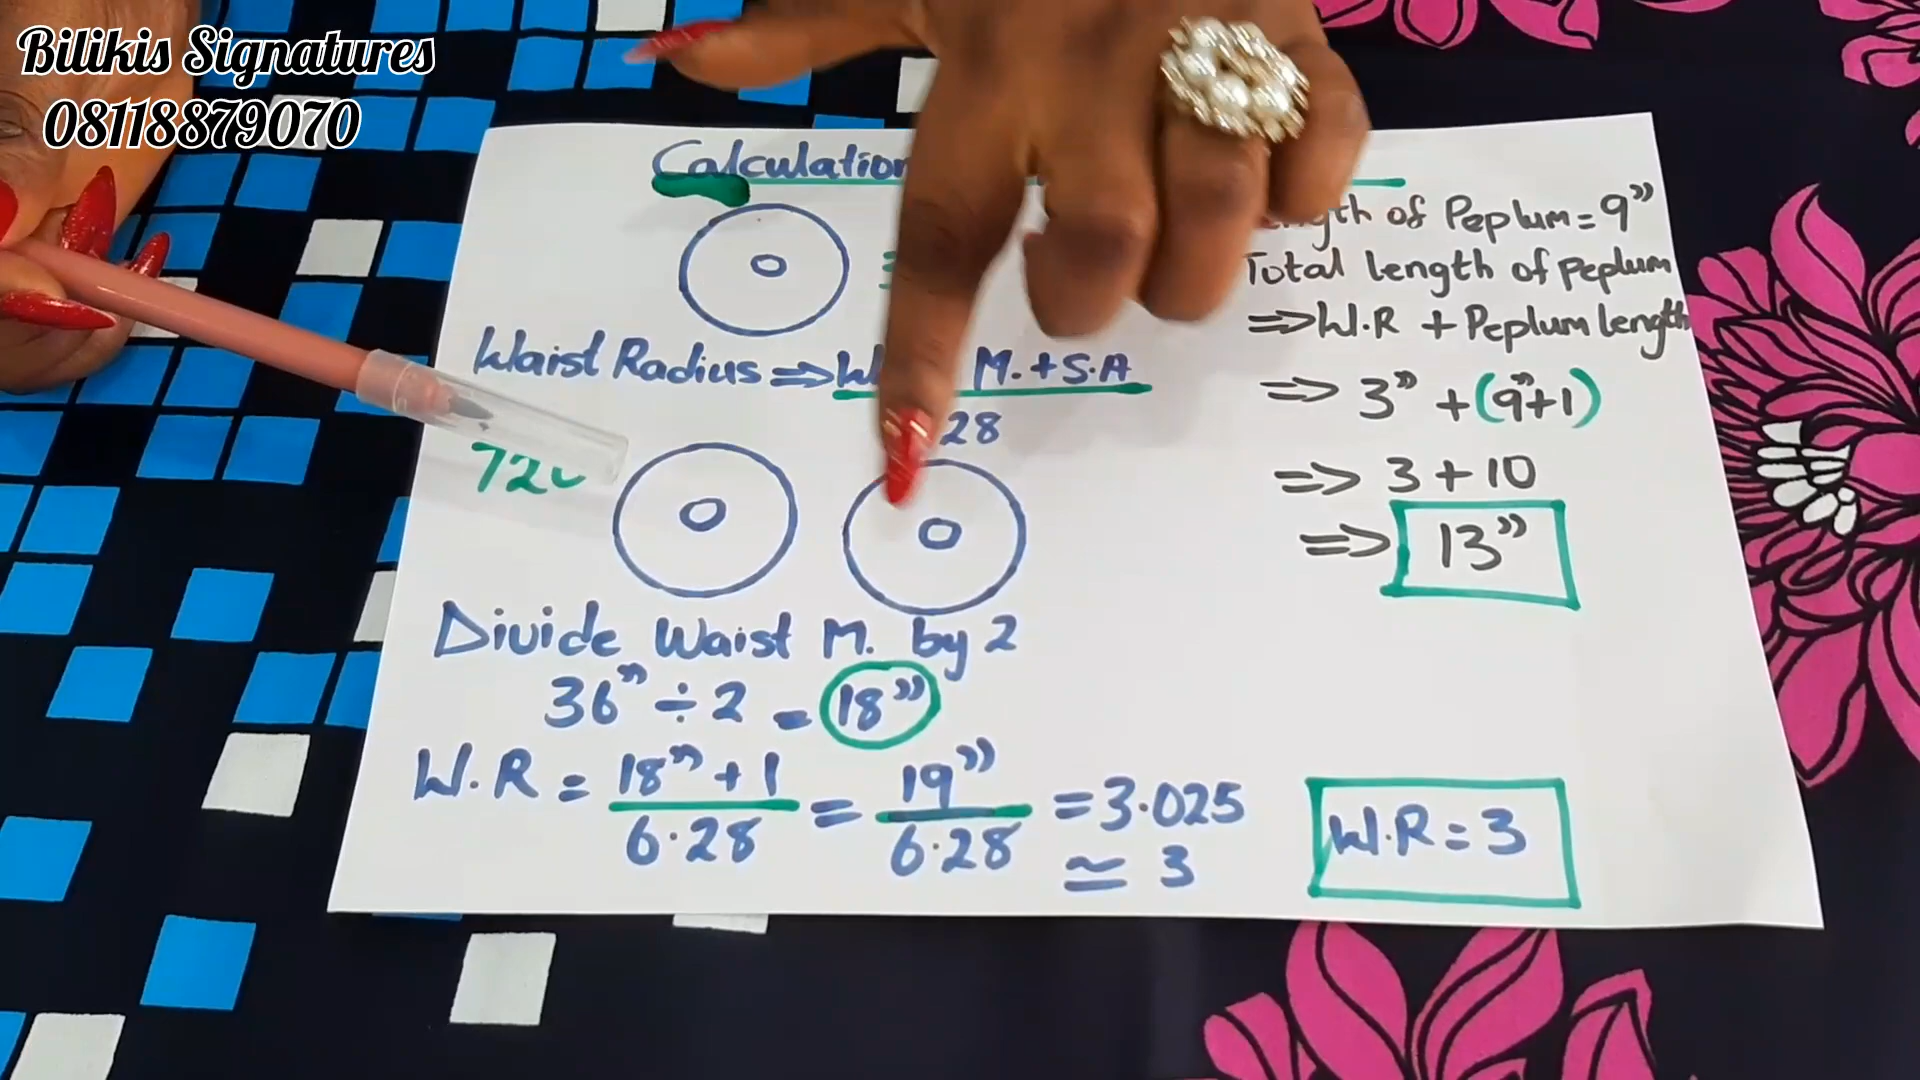 Bilikis Signatures
08118879070
Calculation
=
Waist Radius ⇒ M. + S.A
28
Divide Waist M. by 2
36" ÷ 2 = 18"
W.R = 18" + 1 = 19" = 3.025
6.28 6.28 ≃ 3
of Peplum = 9"
Total length of peplum
⇒ W.R + Peplum length
⇒ 3" + (9"+1)
⇒ 3 + 10
⇒ 13"
W.R = 3